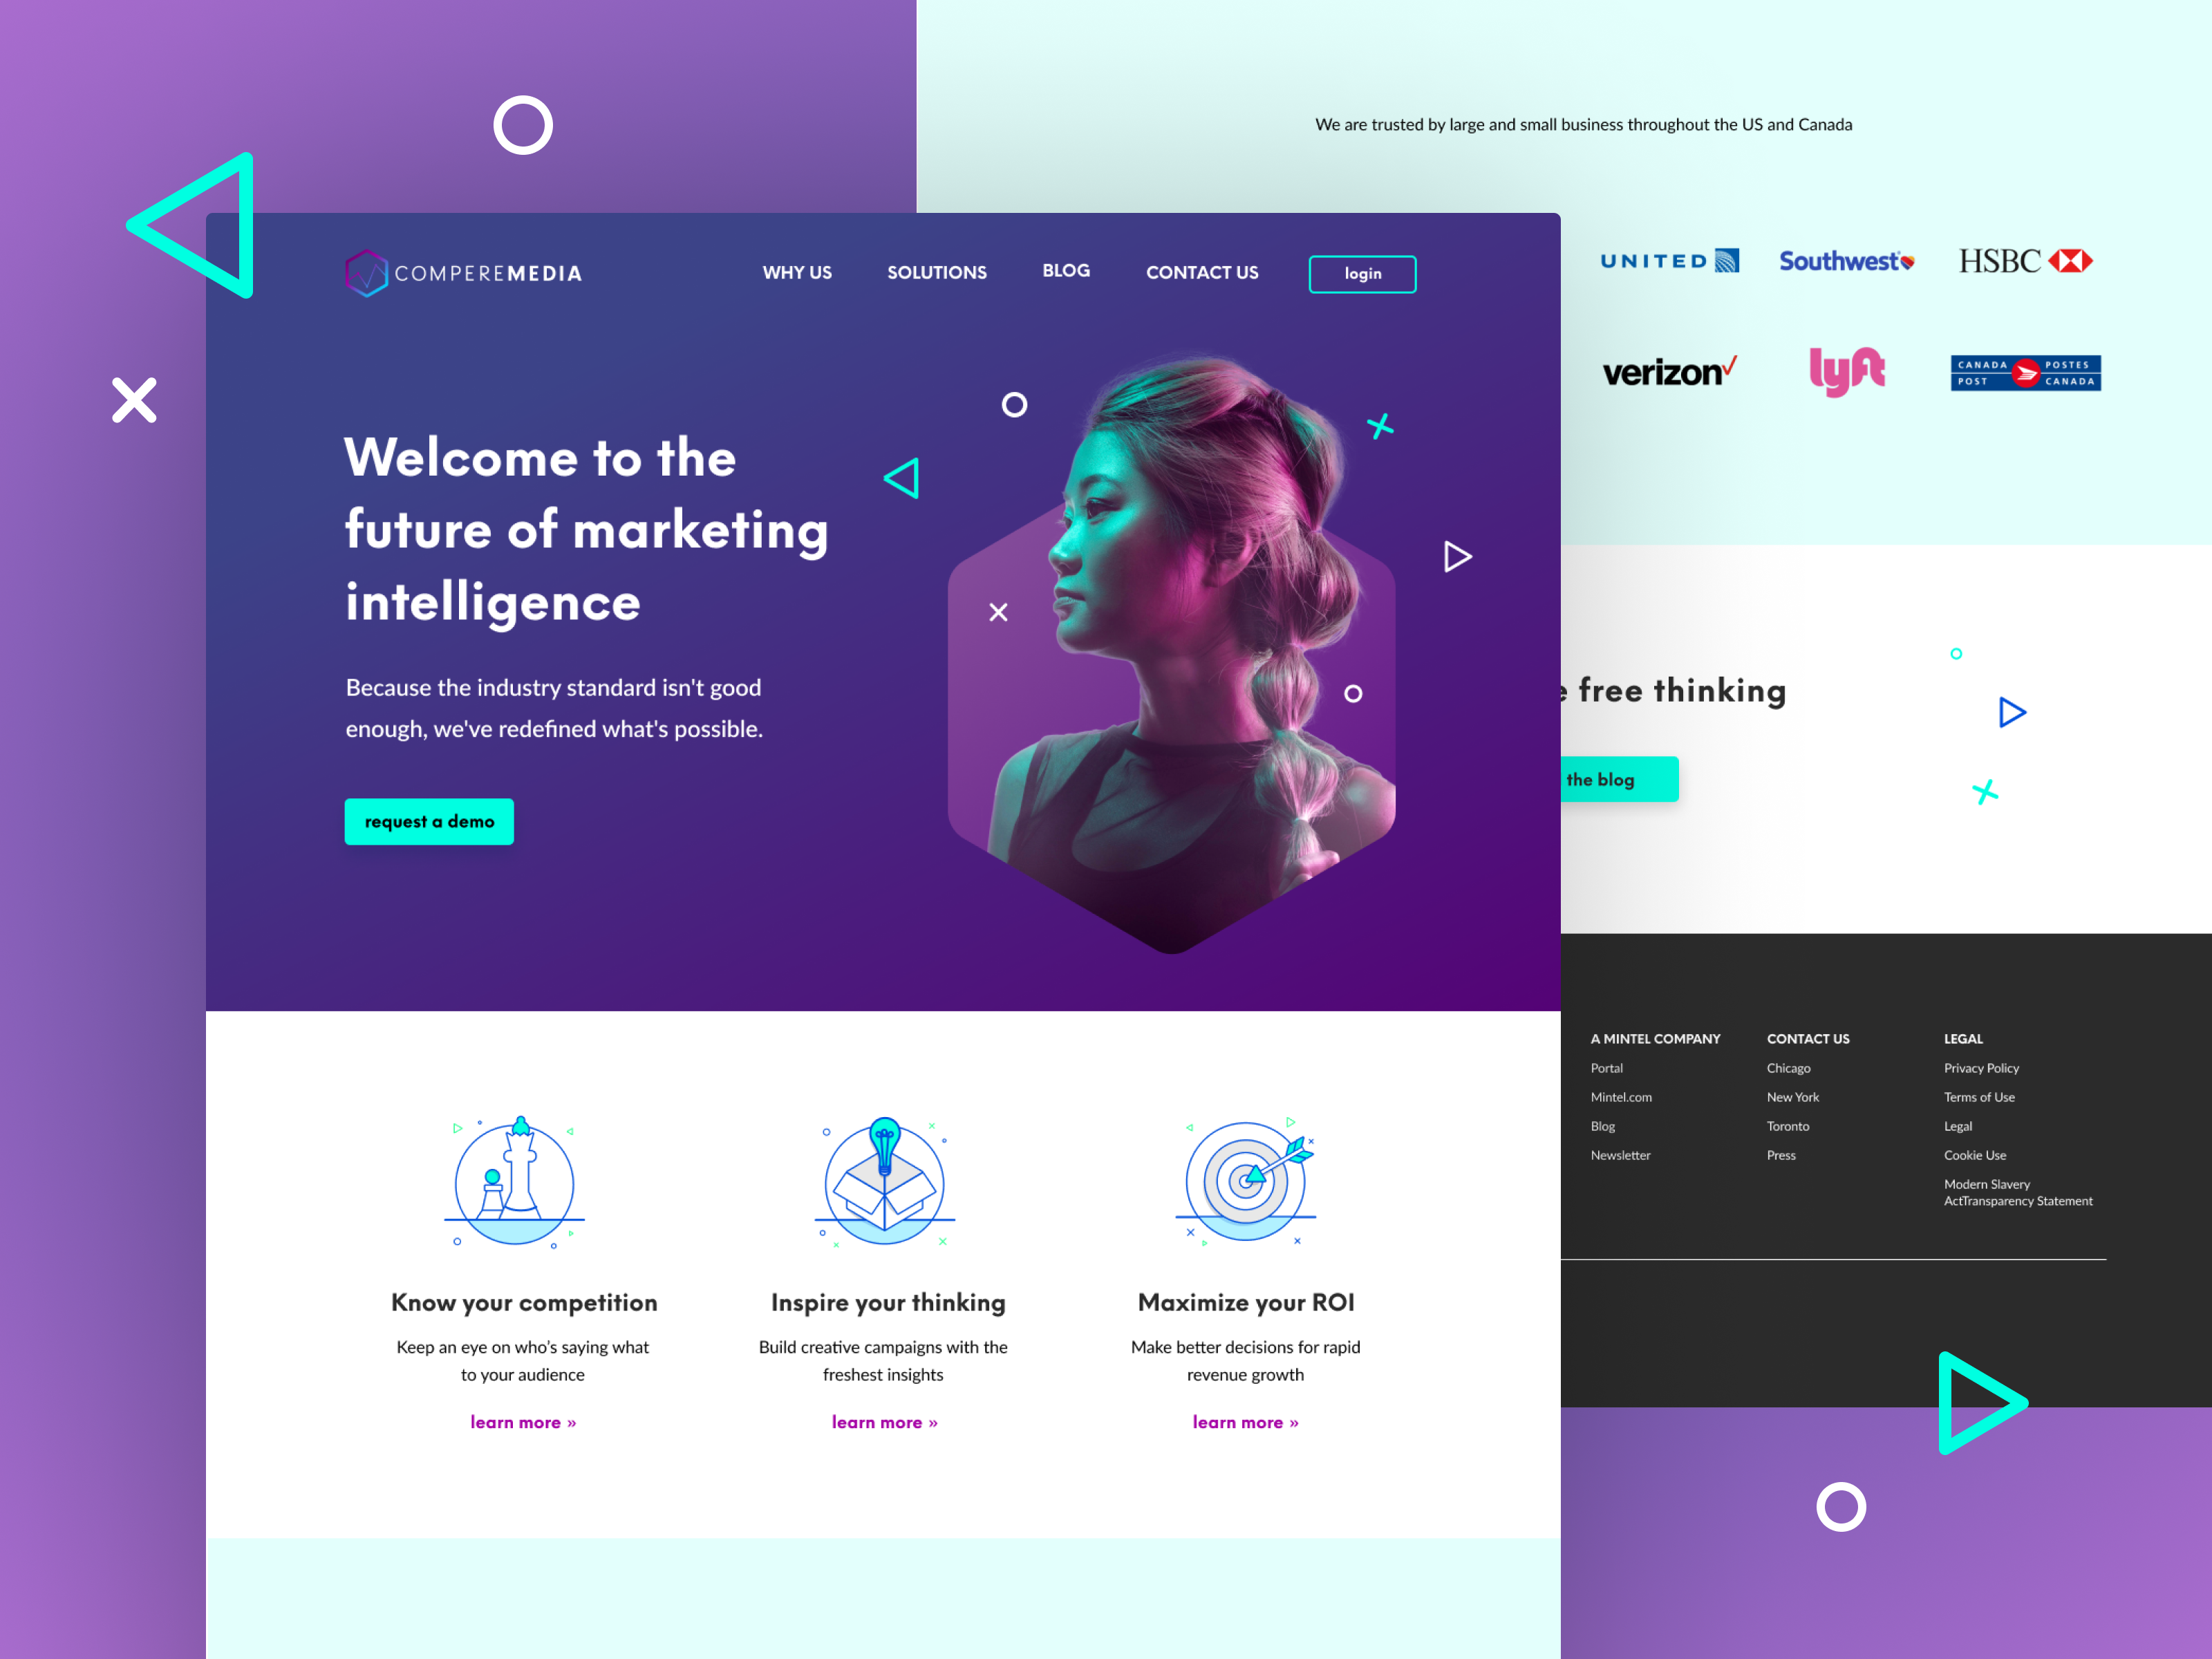 We are trusted by large and small business throughout the US and Canada
UNITED
Southwest
HSBC
verizon
lyft
CANADA POSTES
POST CANADA
COMPEREMEDIA
WHY US
SOLUTIONS
BLOG
CONTACT US
login
Welcome to the
future of marketing
intelligence
Because the industry standard isn't good
enough, we've redefined what's possible.
request a demo
free thinking
the blog
A MINTEL COMPANY
Portal
Mintel.com
Blog
Newsletter
CONTACT US
Chicago
New York
Toronto
Press
LEGAL
Privacy Policy
Terms of Use
Legal
Cookie Use
Modern Slavery
ActTransparency Statement
Know your competition
Keep an eye on who's saying what
to your audience
learn more »
Inspire your thinking
Build creative campaigns with the
freshest insights
learn more »
Maximize your ROI
Make better decisions for rapid
revenue growth
learn more »